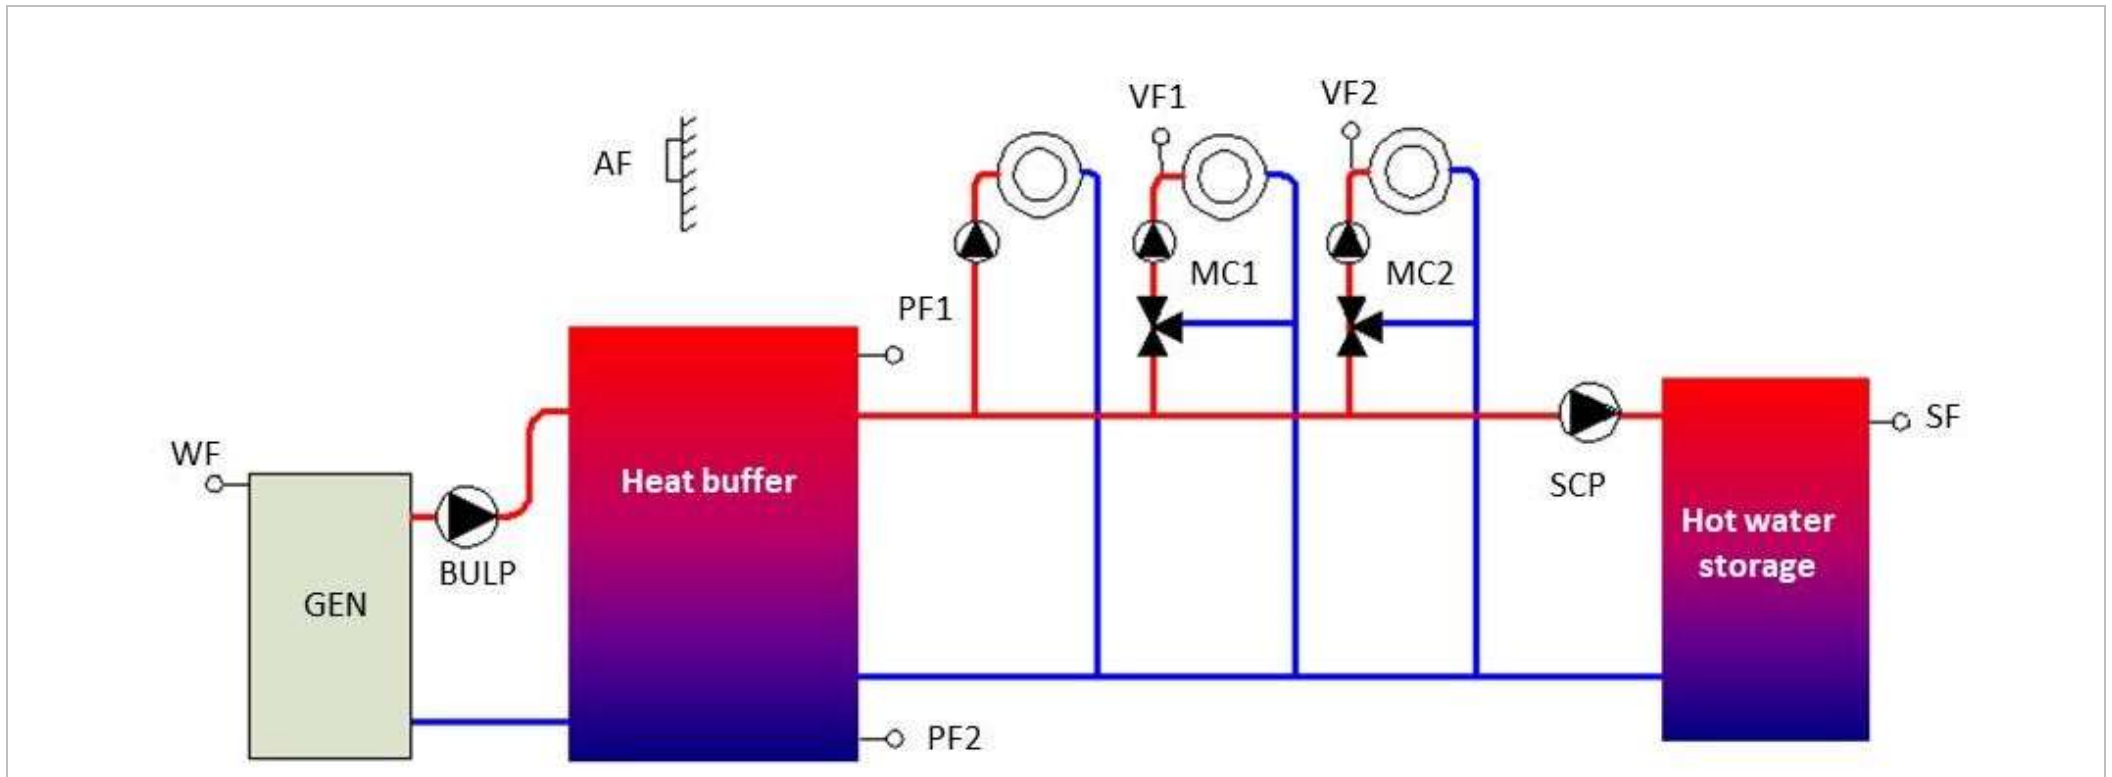 VF1
VF2
AF
MC1
MC2
PF1
WF
SF
Heat buffer
SCP
Hot water
storage
BULP
GEN
PF2